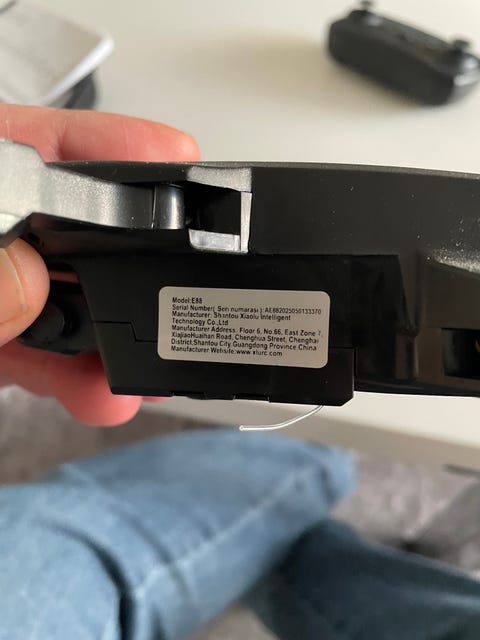 Model:E88
Serial Number( Seri numarası ):AE882025050133370
Manufacturer: Shantou Xiaolu Intelligent
Technology Co.,Ltd
Manufacturer Address: Floor 6, No.66, East Zone 7,
XiqiaoHuaihan Road, Chenghua Street, Chenghai
District,Shantou City,Guangdong Province,China
Manufacturer Website:www.xlurc.com